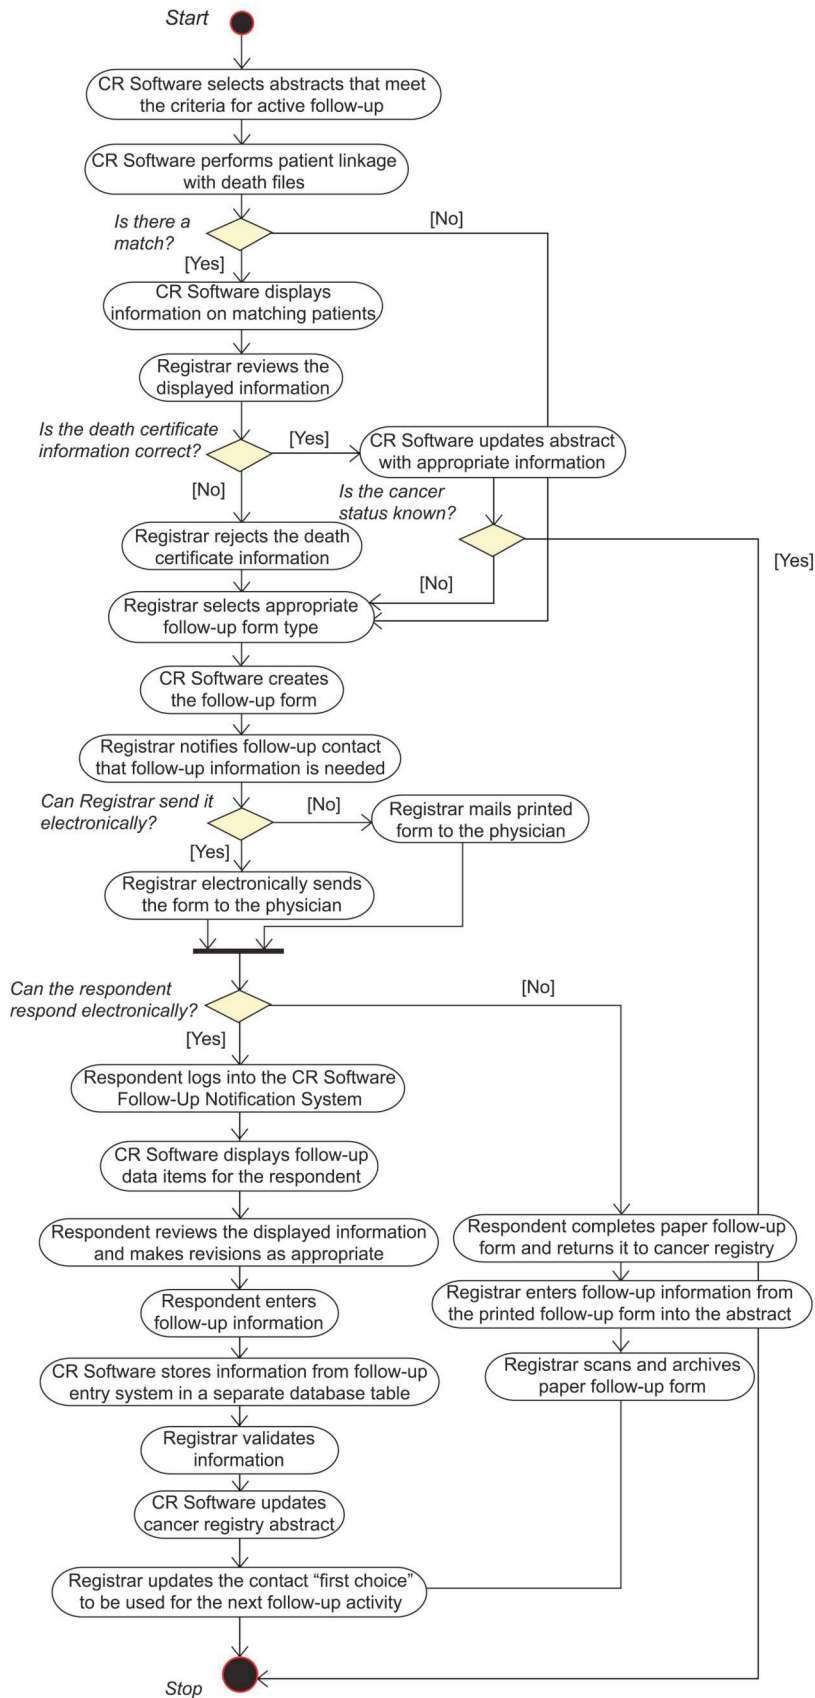 Start
CR Software selects abstracts that meet
the criteria for active follow-up
CR Software performs patient linkage
with death files
Is there a
match?
[No]
[Yes]
CR Software displays
information on matching patients
Registrar reviews the
displayed information
Is the death certificate
information correct?
[Yes]
CR Software updates abstract
with appropriate information
[No]
Is the cancer
status known?
Registrar rejects the death
certificate information
[Yes]
[No]
Registrar selects appropriate
follow-up form type
CR Software creates
the follow-up form
Registrar notifies follow-up contact
that follow-up information is needed
Can Registrar send it
electronically?
[No]
Registrar mails printed
form to the physician
[Yes]
Registrar electronically sends
the form to the physician
Can the respondent
respond electronically?
[No]
[Yes]
Respondent logs into the CR Software
Follow-Up Notification System
CR Software displays follow-up
data items for the respondent
Respondent reviews the displayed information
and makes revisions as appropriate
Respondent completes paper follow-up
form and returns it to cancer registry
Respondent enters
follow-up information
Registrar enters follow-up information from
the printed follow-up form into the abstract
CR Software stores information from follow-up
entry system in a separate database table
Registrar scans and archives
paper follow-up form
Registrar validates
information
CR Software updates
cancer registry abstract
Registrar updates the contact “first choice”
to be used for the next follow-up activity
Stop